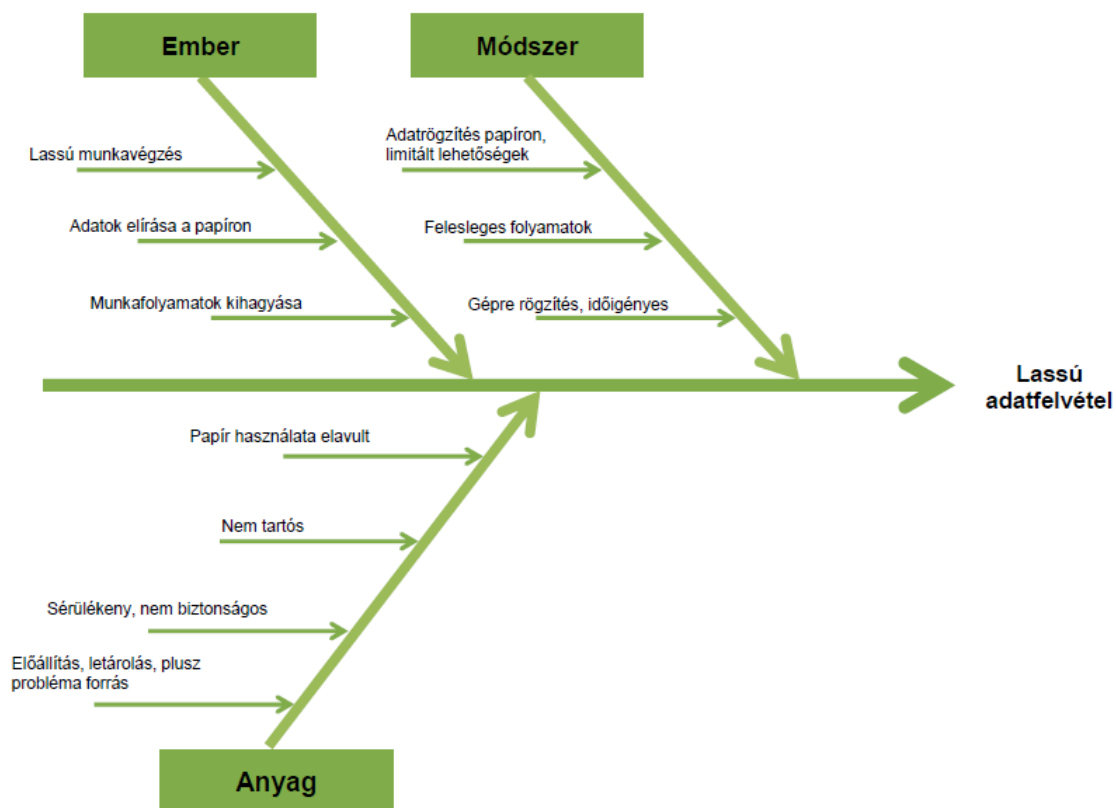 Ember
Módszer
Lassú munkavégzés
Adatok elírása a papíron
Munkafolyamatok kihagyása
Adatrögzítés papíron,
limitált lehetőségek
Felesleges folyamatok
Gépre rögzítés, időigényes
Lassú
adatfelvétel
Papír használata elavult
Nem tartós
Sérülékeny, nem biztonságos
Előállítás, letárolás, plusz
probléma forrás
Anyag